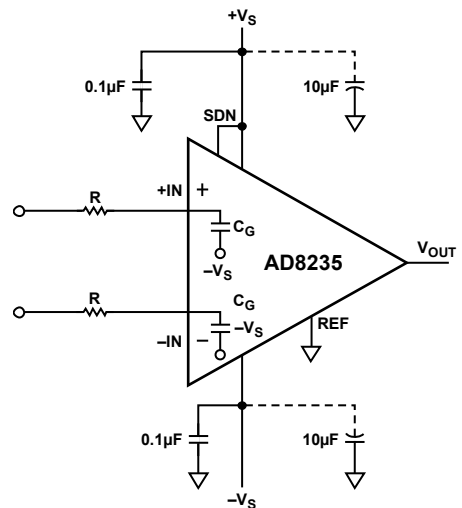 +VS
0.1µF
10µF
SDN
R
+IN
+
CG
–VS
AD8235
VOUT
R
CG
–VS
–IN
–
REF
0.1µF
10µF
–VS